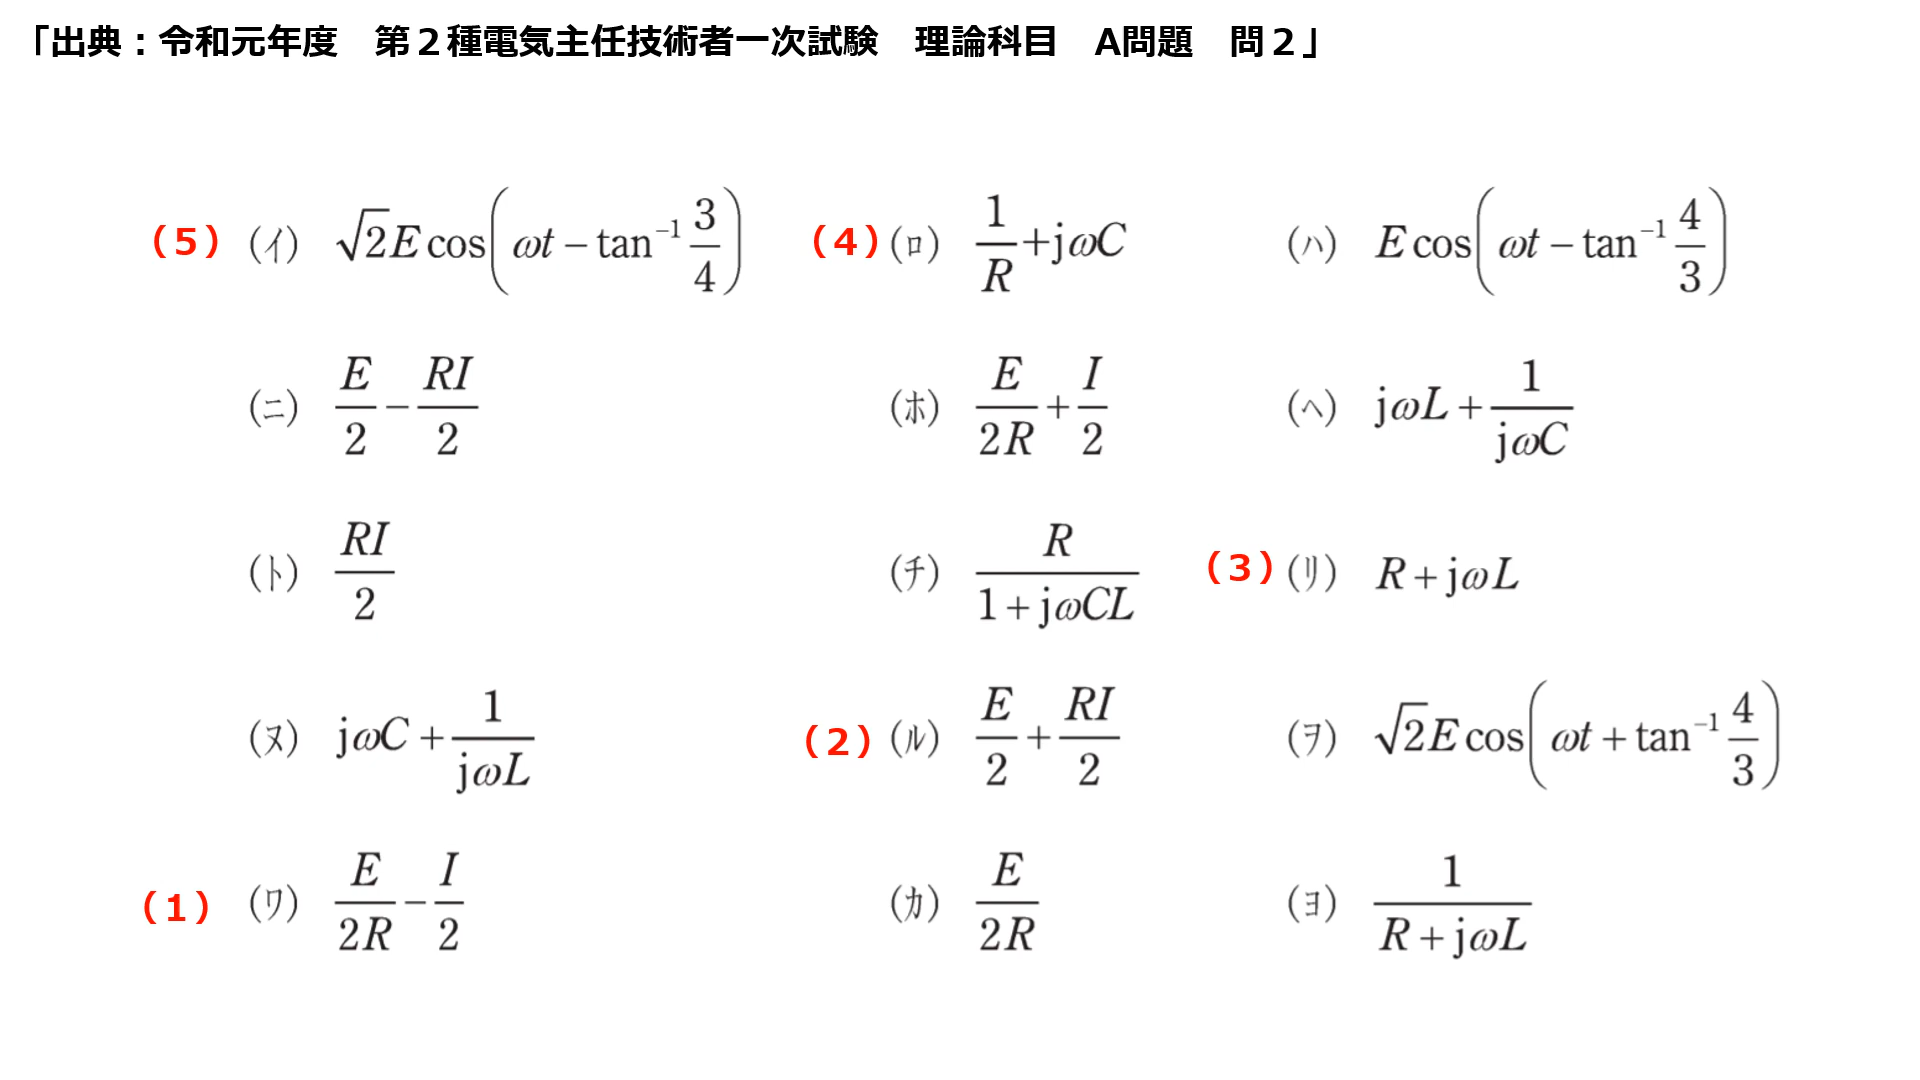 「出典：令和元年度　第２種電気主任技術者一次試験　理論科目　A問題　問２」
（5）(イ) √2E cos(ωt − tan⁻¹ 3/4) （4）(ロ) 1/R+jωC (ハ) E cos(ωt − tan⁻¹ 4/3)
(ニ) E/2 − RI/2 (ホ) E/2R + I/2 (ヘ) jωL + 1/jωC
(ト) RI/2 (チ) R/(1+jωCL) （3）(リ) R+jωL
(ヌ) jωC + 1/jωL （2）(ル) E/2 + RI/2 (ヲ) √2E cos(ωt + tan⁻¹ 4/3)
（1）(ワ) E/2R − I/2 (カ) E/2R (ヨ) 1/(R+jωL)